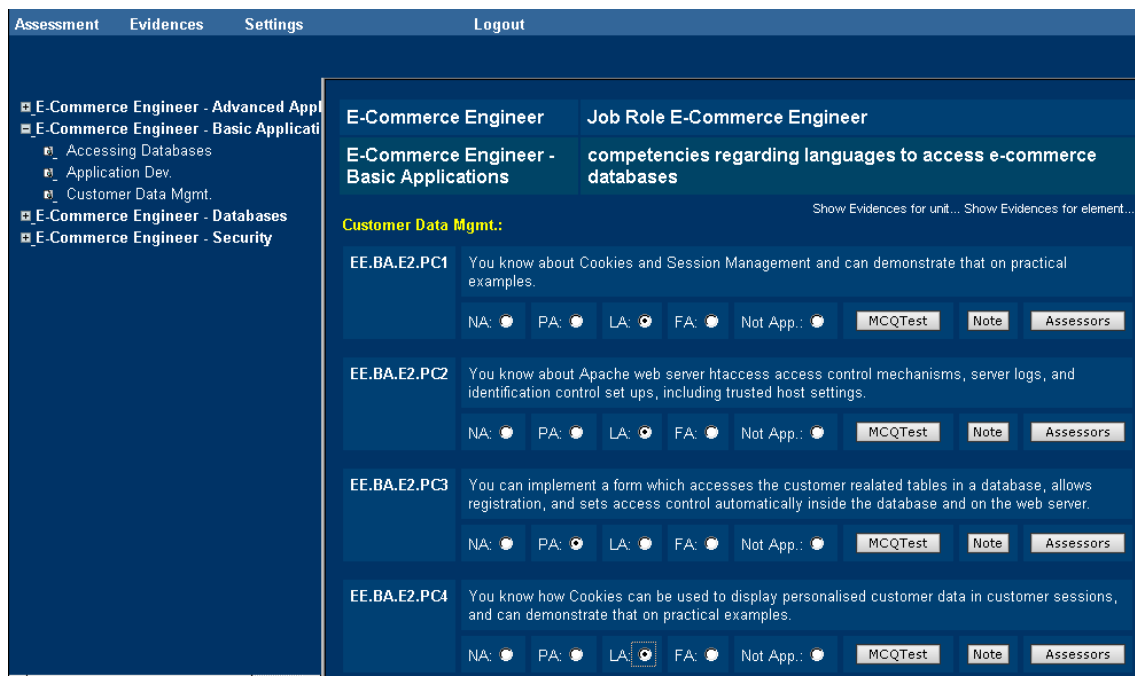 Assessment Evidences Settings Logout
E-Commerce Engineer - Advanced Appl
E-Commerce Engineer - Basic Applicati
Accessing Databases
Application Dev.
Customer Data Mgmt.
E-Commerce Engineer - Databases
E-Commerce Engineer - Security
E-Commerce Engineer Job Role E-Commerce Engineer
E-Commerce Engineer -
Basic Applications
competencies regarding languages to access e-commerce
databases
Show Evidences for unit... Show Evidences for element...
Customer Data Mgmt.:
EE.BA.E2.PC1
You know about Cookies and Session Management and can demonstrate that on practical
examples.
NA: PA: LA: FA: Not App.: MCQTest Note Assessors
EE.BA.E2.PC2
You know about Apache web server htaccess access control mechanisms, server logs, and
identification control set ups, including trusted host settings.
NA: PA: LA: FA: Not App.: MCQTest Note Assessors
EE.BA.E2.PC3
You can implement a form which accesses the customer realated tables in a database, allows
registration, and sets access control automatically inside the database and on the web server.
NA: PA: LA: FA: Not App.: MCQTest Note Assessors
EE.BA.E2.PC4
You know how Cookies can be used to display personalised customer data in customer sessions,
and can demonstrate that on practical examples.
NA: PA: LA: FA: Not App.: MCQTest Note Assessors